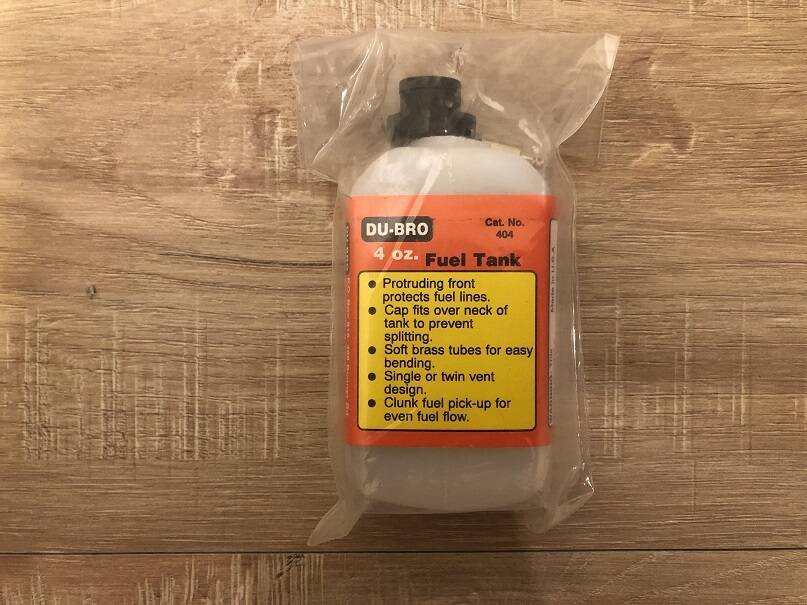 DU-BRO
Cat. No.
404
4 oz. Fuel Tank
● Protruding front
protects fuel lines.
● Cap fits over neck of
tank to prevent
splitting.
● Soft brass tubes for easy
bending.
● Single or twin vent
design.
● Clunk fuel pick-up for
even fuel flow.
Made in U.S.A.